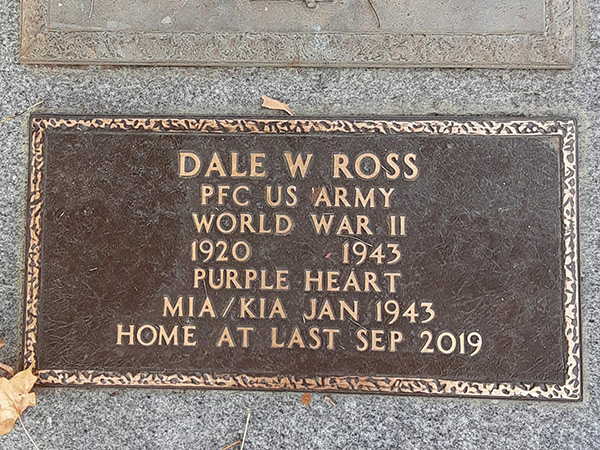 DALE W ROSS
PFC US ARMY
WORLD WAR II
1920 1943
PURPLE HEART
MIA/KIA JAN 1943
HOME AT LAST SEP 2019